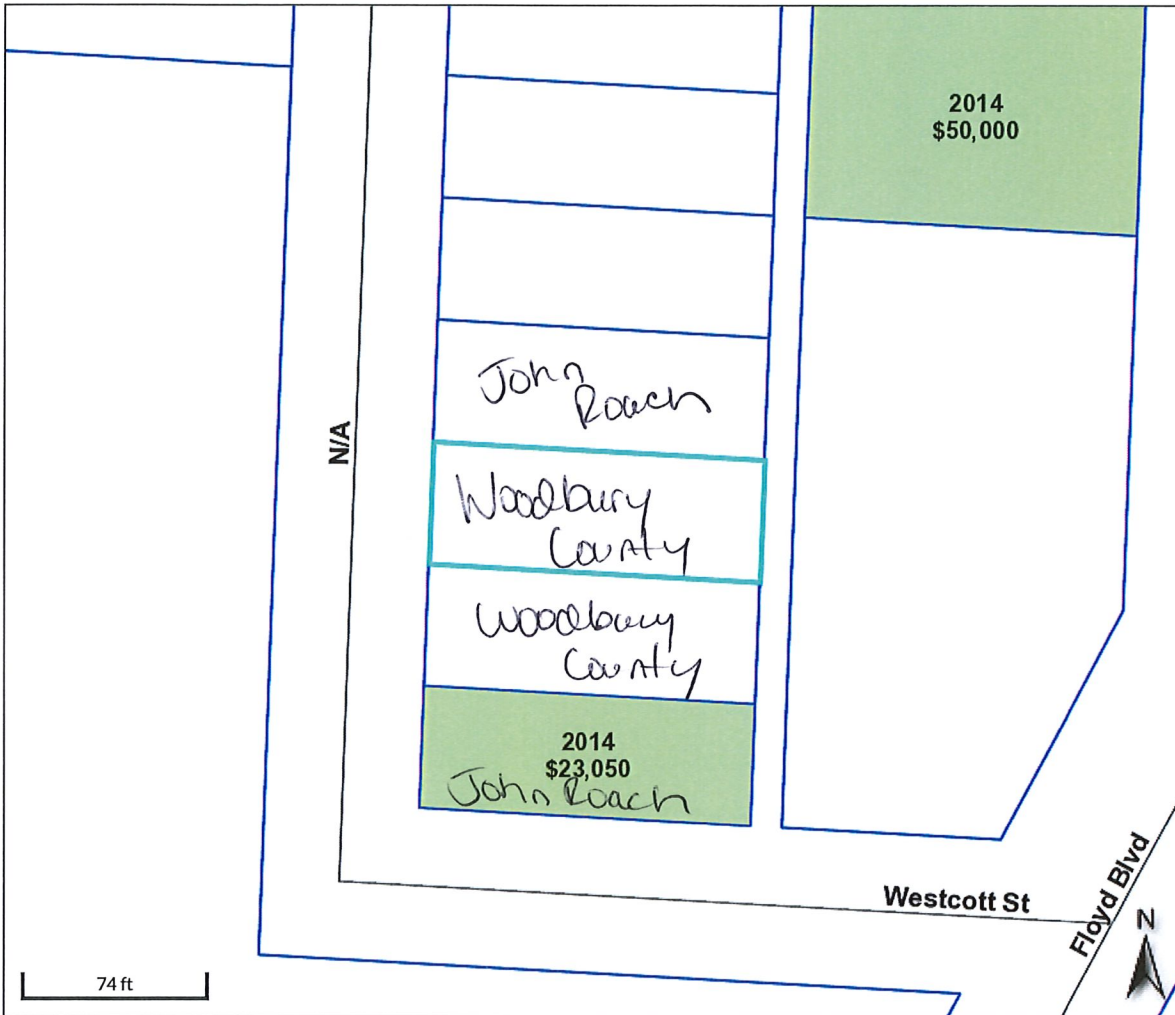 2014
$50,000
John
Roach
N/A
Woodbury
County
Woodbury
County
2014
$23,050
John Roach
Westcott St
Floyd Blvd
N
74 ft